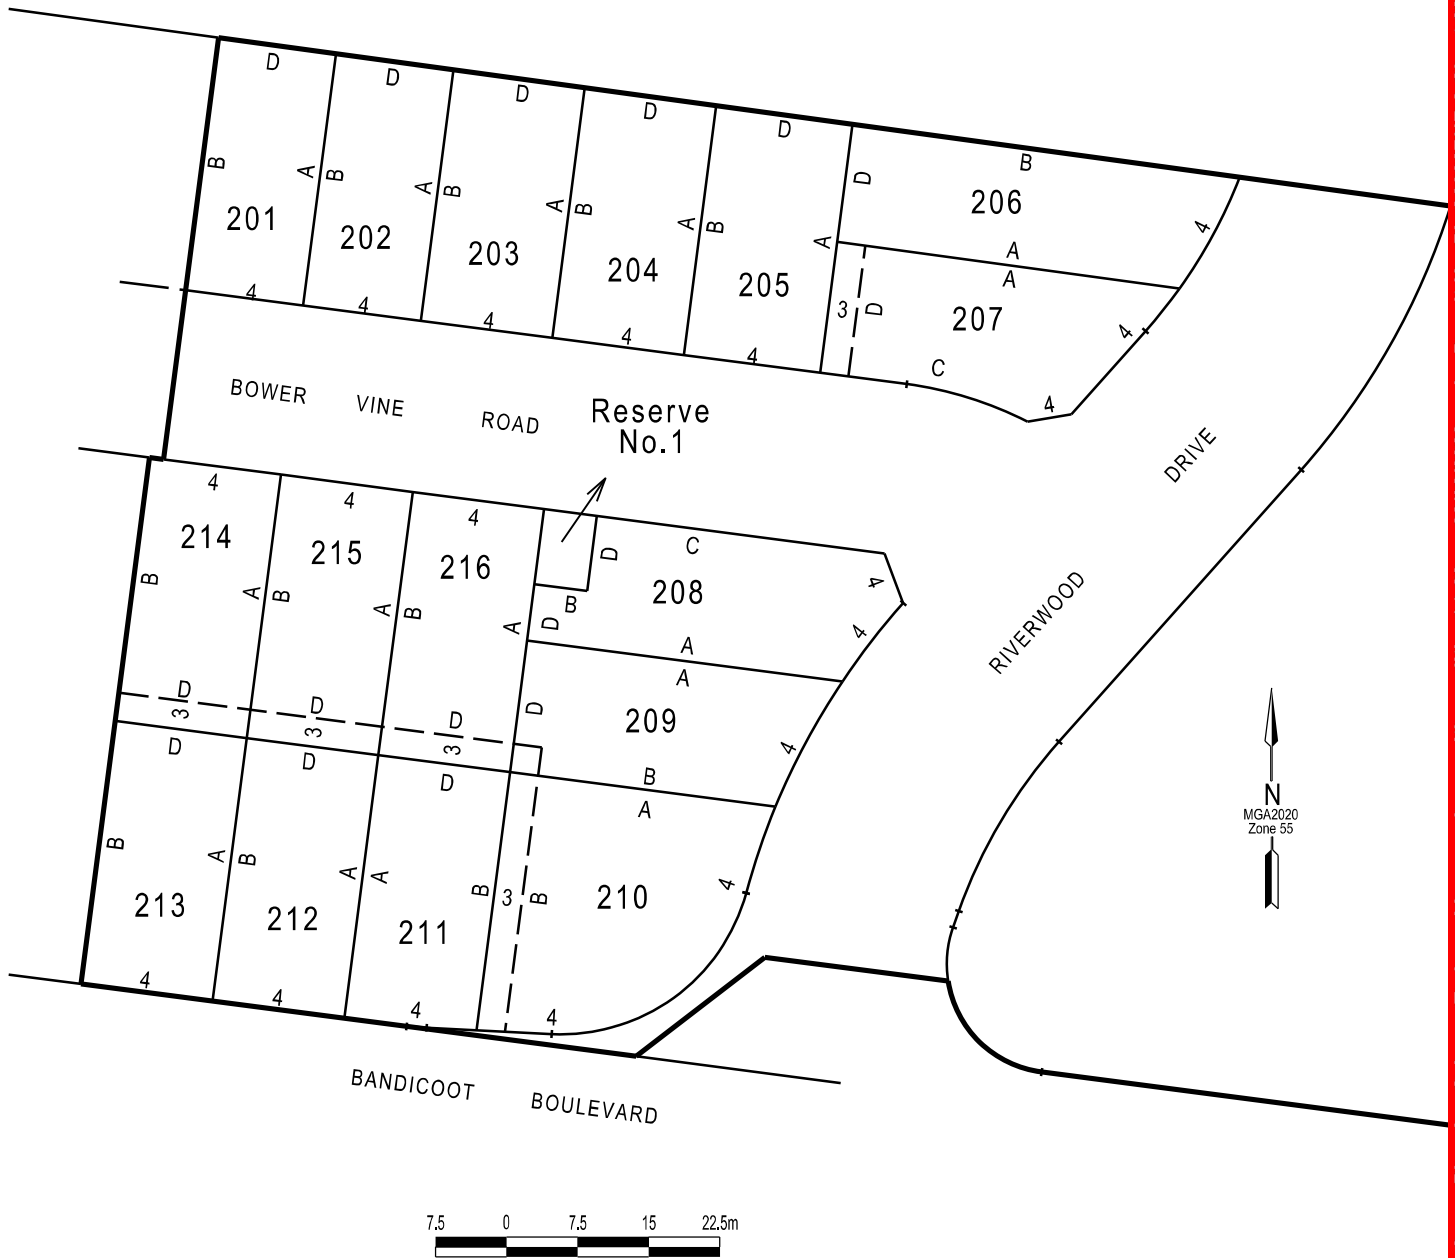 D D D D D B
B A B A B A B A B A D 4
201 202 203 204 205 206
A
A
3 D 207 4
4 4 4 4 4 C 4
BOWER VINE ROAD
Reserve
No.1
RIVERWOOD DRIVE
4 4 4 C
214 215 216 D 208 4
B A B A B A B D 4
A
A
D D D D 209 4
3 3 3 B
D D D A
B A B A A B 3 B 4
213 212 211 210
4 4 4 4
N
MGA2020
Zone 55
BANDICOOT BOULEVARD
7.5 0 7.5 15 22.5m